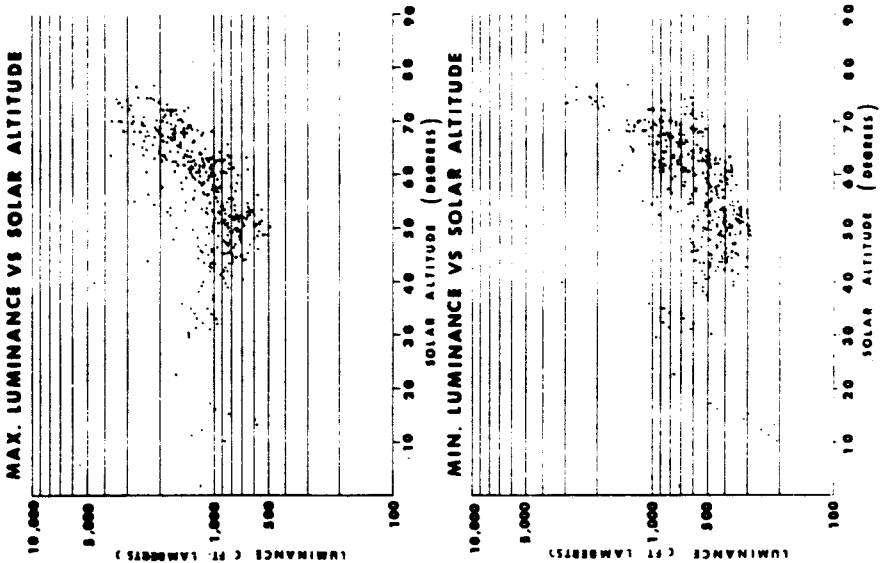 MAX. LUMINANCE VS SOLAR ALTITUDE
10,000
5,000
1,000
500
100
LUMINANCE ( FT. LAMBERTS )
10 20 30 40 50 60 70 80 90
SOLAR ALTITUDE (DEGREES)
MIN. LUMINANCE VS SOLAR ALTITUDE
10,000
5,000
1,000
500
100
LUMINANCE ( FT LAMBERTS)
10 20 30 40 50 60 70 80 90
SOLAR ALTITUDE (DEGREES)